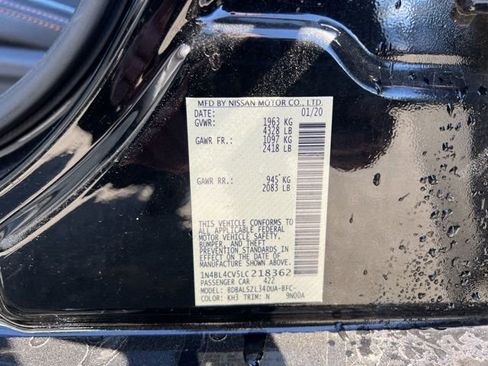 MFD BY NISSAN MOTOR CO., LTD.
DATE: 01/20
GVWR: 1963 KG
4328 LB
GAWR FR.: 1097 KG
2418 LB
GAWR RR.: 945 KG
2083 LB
THIS VEHICLE CONFORMS TO
ALL APPLICABLE FEDERAL
MOTOR VEHICLE SAFETY,
BUMPER, AND THEFT
PREVENTION STANDARDS
IN EFFECT ON THE DATE OF
MANUFACTURE SHOWN ABOVE.
1N4BL4CV5LC218362
PASSENGER CAR 422
MODEL: BDBALSZL340UA-BFC-
COLOR: KH3 TRIM: N 9N00A